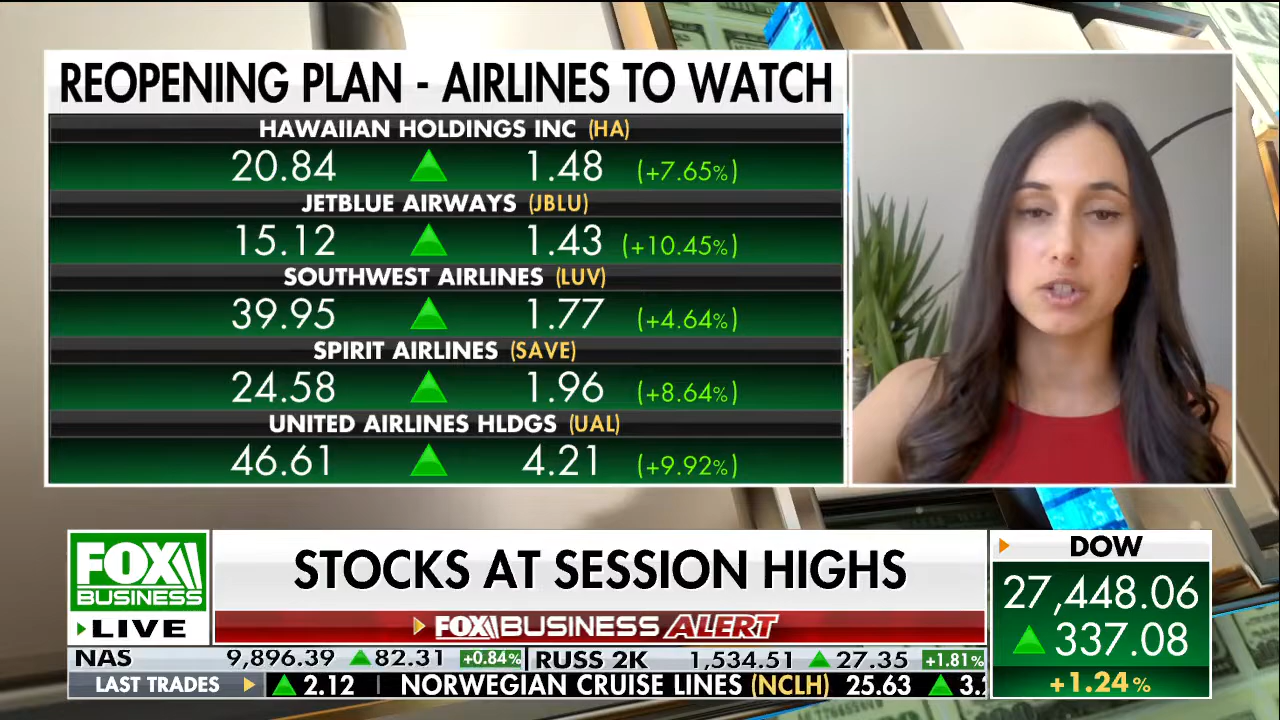 REOPENING PLAN - AIRLINES TO WATCH
HAWAIIAN HOLDINGS INC (HA)
20.84 ▲ 1.48 (+7.65%)
JETBLUE AIRWAYS (JBLU)
15.12 ▲ 1.43 (+10.45%)
SOUTHWEST AIRLINES (LUV)
39.95 ▲ 1.77 (+4.64%)
SPIRIT AIRLINES (SAVE)
24.58 ▲ 1.96 (+8.64%)
UNITED AIRLINES HLDGS (UAL)
46.61 ▲ 4.21 (+9.92%)
FOX
BUSINESS
LIVE
STOCKS AT SESSION HIGHS
FOX BUSINESS ALERT
DOW
27,448.06
▲ 337.08
+1.24%
NAS 9,896.39 ▲ 82.31 +0.84% RUSS 2K 1,534.51 ▲ 27.35 +1.81%
LAST TRADES ▲ 2.12 | NORWEGIAN CRUISE LINES (NCLH) 25.63 ▲ 3.2